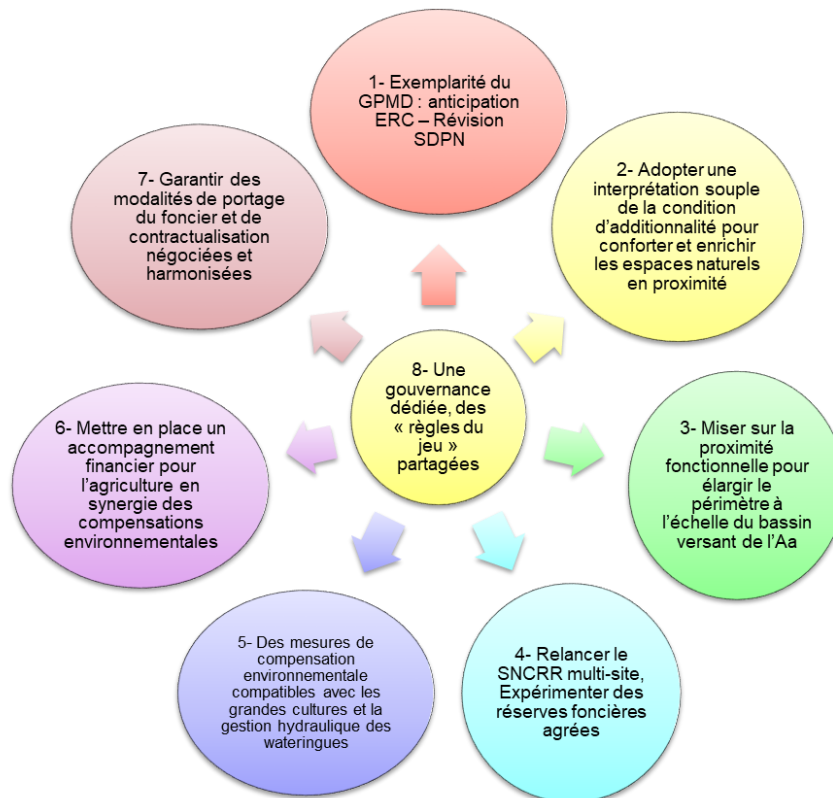 1- Exemplarité du
GPMD : anticipation
ERC – Révision
SDPN
2- Adopter une
interprétation souple
de la condition
d’additionnalité pour
conforter et enrichir
les espaces naturels
en proximité
3- Miser sur la
proximité
fonctionnelle pour
élargir le
périmètre à
l’échelle du bassin
versant de l’Aa
4- Relancer le
SNCRR multi-site,
Expérimenter des
réserves foncières
agrées
5- Des mesures de
compensation
environnementale
compatibles avec les
grandes cultures et la
gestion hydraulique des
wateringues
6- Mettre en place un
accompagnement
financier pour
l’agriculture en
synergie des
compensations
environnementales
7- Garantir des
modalités de portage
du foncier et de
contractualisation
négociées et
harmonisées
8- Une
gouvernance
dédiée, des
« règles du
jeu »
partagées